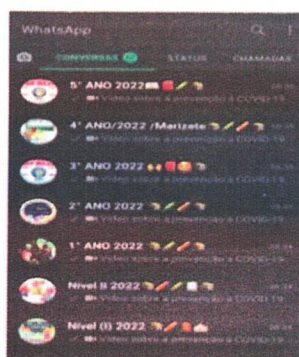 WhatsApp
CONVERSAS STATUS CHAMADAS
5° ANO 2022
Vídeo sobre a prevenção à COVID-19
4° ANO/2022 /Marizete
Vídeo sobre a prevenção à COVID-19
3° ANO 2022
Vídeo sobre a prevenção à COVID-19
2° ANO 2022
Vídeo sobre a prevenção à COVID-19
1° ANO 2022
Vídeo sobre a prevenção à COVID-19
Nível II 2022
Vídeo sobre a prevenção à COVID-19
Nível (I) 2022
Vídeo sobre a prevenção à COVID-19